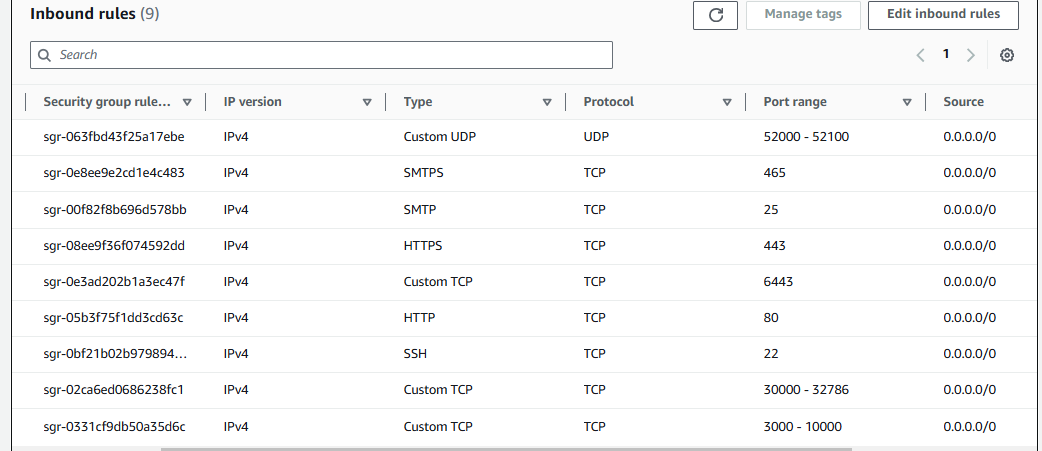 Inbound rules (9) Manage tags Edit inbound rules
Search 1
Security group rule... IP version Type Protocol Port range Source
sgr-063fbd43f25a17ebe IPv4 Custom UDP UDP 52000 - 52100 0.0.0.0/0
sgr-0e8ee9e2cd1e4c483 IPv4 SMTPS TCP 465 0.0.0.0/0
sgr-00f82f8b696d578bb IPv4 SMTP TCP 25 0.0.0.0/0
sgr-08ee9f36f074592dd IPv4 HTTPS TCP 443 0.0.0.0/0
sgr-0e3ad202b1a3ec47f IPv4 Custom TCP TCP 6443 0.0.0.0/0
sgr-05b3f75f1dd3cd63c IPv4 HTTP TCP 80 0.0.0.0/0
sgr-0bf21b02b979894... IPv4 SSH TCP 22 0.0.0.0/0
sgr-02ca6ed0686238fc1 IPv4 Custom TCP TCP 30000 - 32786 0.0.0.0/0
sgr-0331cf9db50a35d6c IPv4 Custom TCP TCP 3000 - 10000 0.0.0.0/0